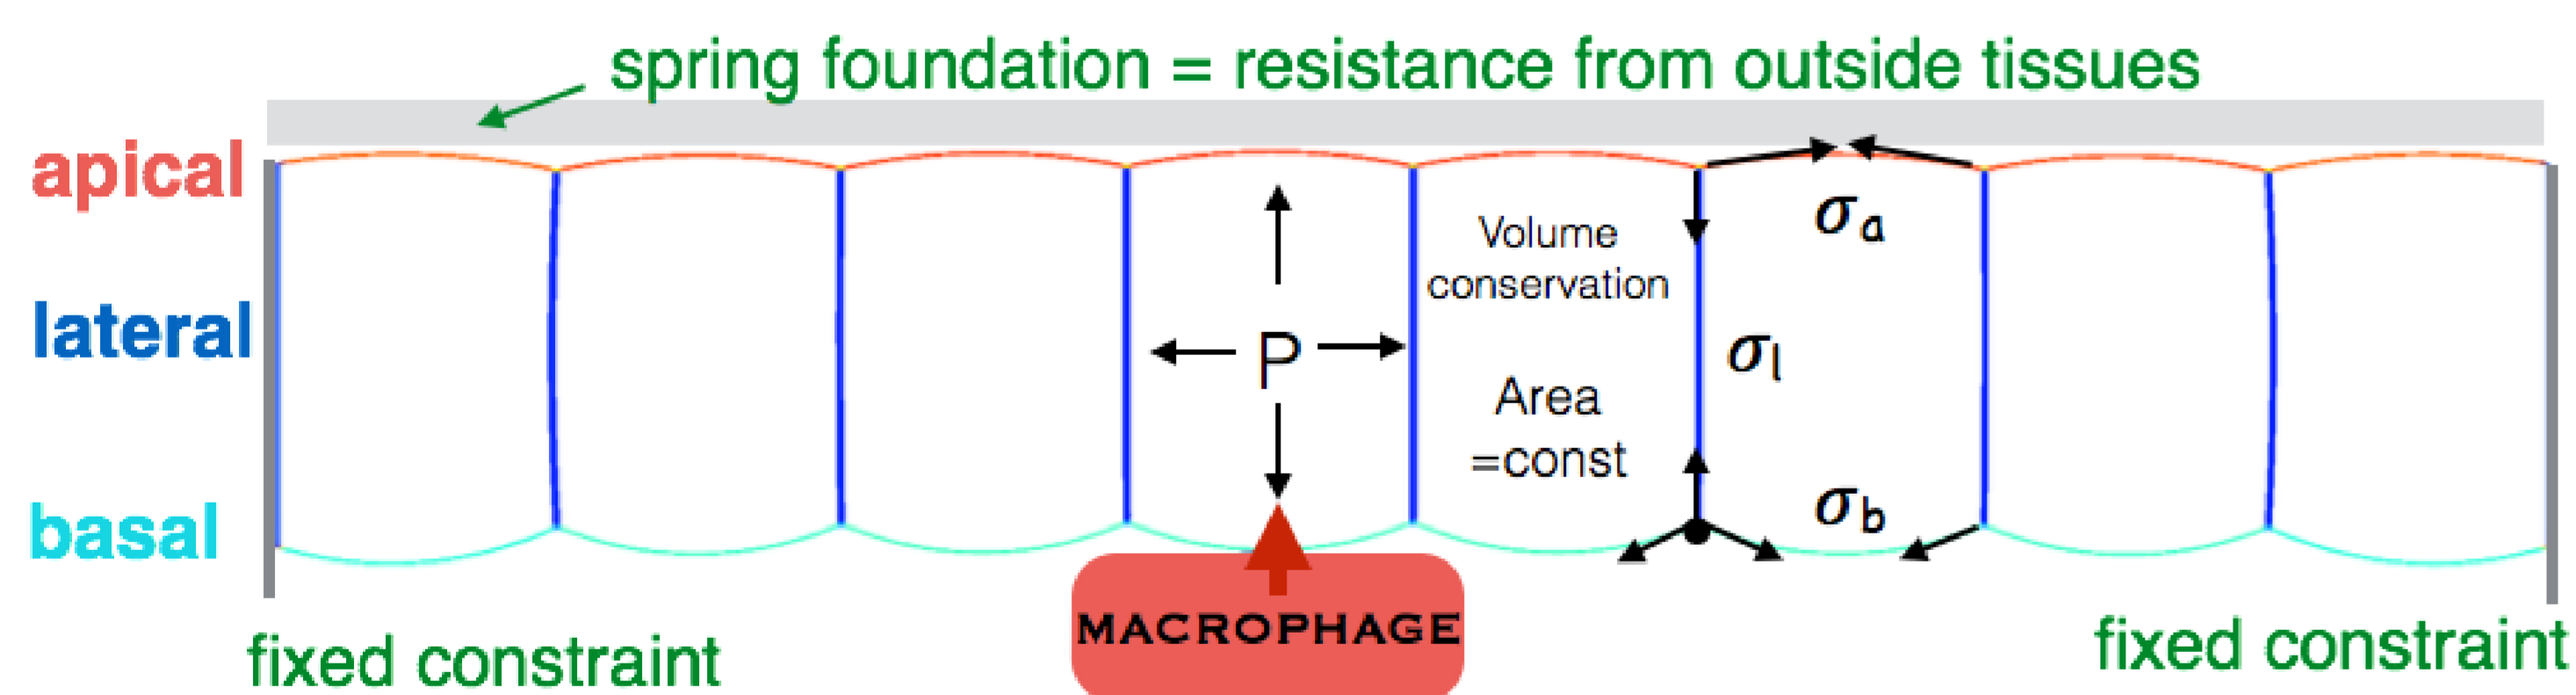 spring foundation = resistance from outside tissues
apical
lateral
basal
P
Volume
conservation
Area
=const
σa
σl
σb
MACROPHAGE
fixed constraint
fixed constraint